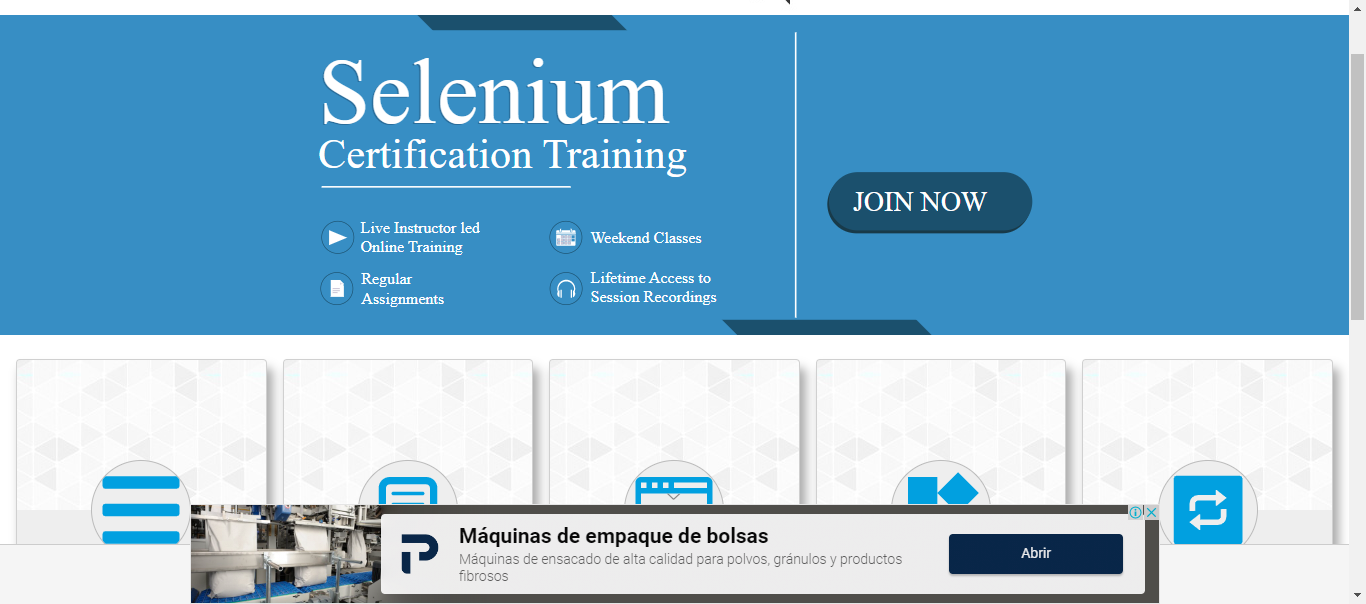 Selenium
Certification Training
Live Instructor led
Online Training
Weekend Classes
Regular
Assignments
Lifetime Access to
Session Recordings
JOIN NOW
Máquinas de empaque de bolsas
Máquinas de ensacado de alta calidad para polvos, gránulos y productos
fibrosos
Abrir